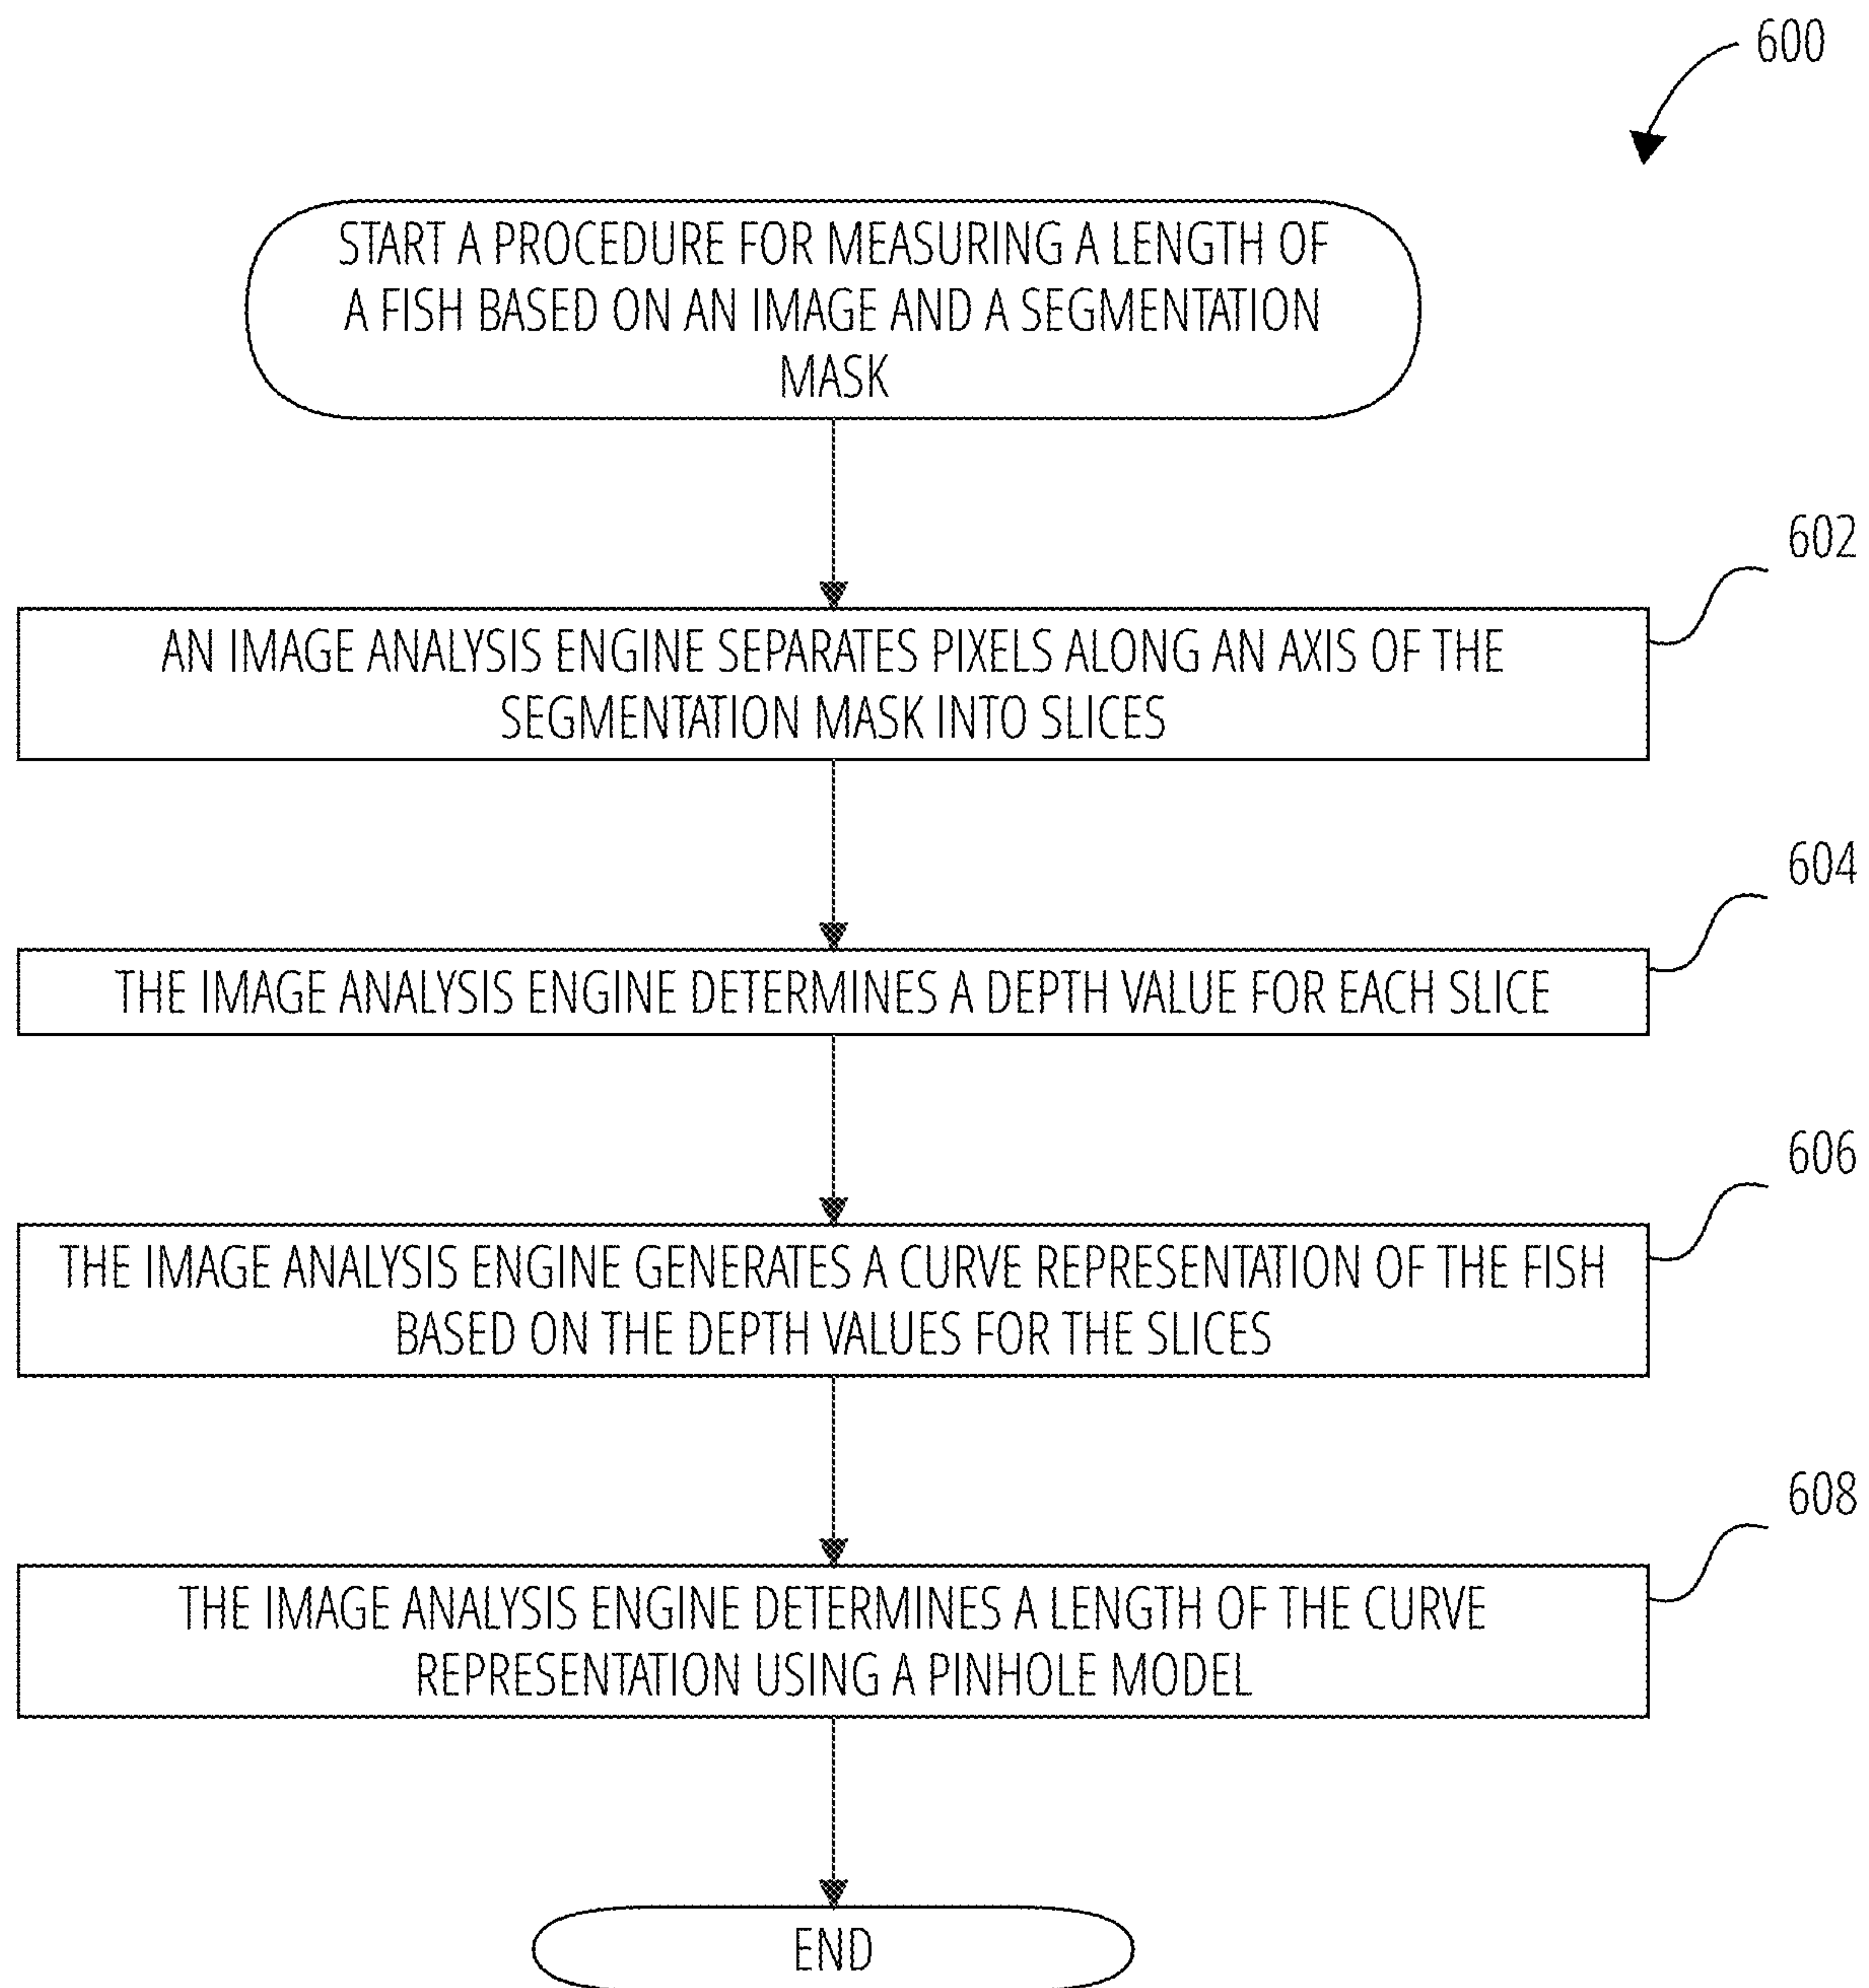 600
START A PROCEDURE FOR MEASURING A LENGTH OF
A FISH BASED ON AN IMAGE AND A SEGMENTATION
MASK
602
AN IMAGE ANALYSIS ENGINE SEPARATES PIXELS ALONG AN AXIS OF THE
SEGMENTATION MASK INTO SLICES
604
THE IMAGE ANALYSIS ENGINE DETERMINES A DEPTH VALUE FOR EACH SLICE
606
THE IMAGE ANALYSIS ENGINE GENERATES A CURVE REPRESENTATION OF THE FISH
BASED ON THE DEPTH VALUES FOR THE SLICES
608
THE IMAGE ANALYSIS ENGINE DETERMINES A LENGTH OF THE CURVE
REPRESENTATION USING A PINHOLE MODEL
END